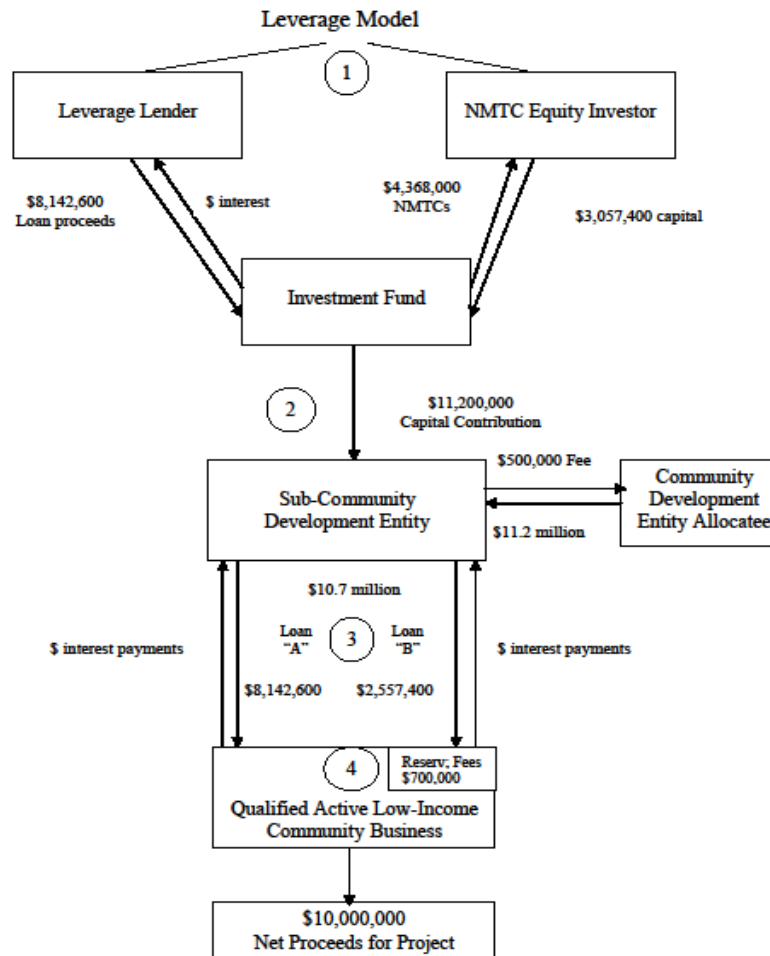 Leverage Model
1
Leverage Lender
NMTC Equity Investor
$8,142,600
Loan proceeds
$ interest
$4,368,000
NMTCs
$3,057,400 capital
Investment Fund
2
$11,200,000
Capital Contribution
$500,000 Fee
Sub-Community
Development Entity
Community
Development
Entity Allocatee
$11.2 million
$10.7 million
$ interest payments
Loan
"A"
3
Loan
"B"
$ interest payments
$8,142,600
$2,557,400
4
Reserv; Fees
$700,000
Qualified Active Low-Income
Community Business
$10,000,000
Net Proceeds for Project